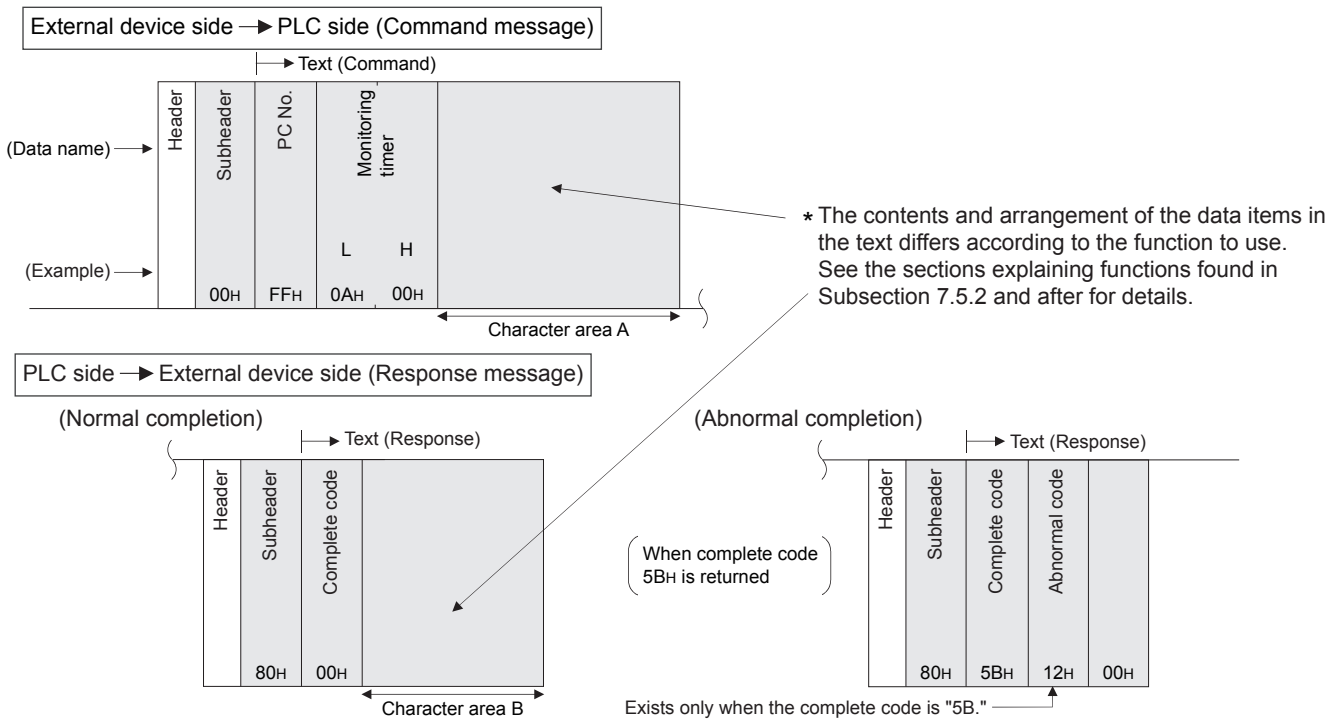 External device side → PLC side (Command message)
Text (Command)
(Data name)
Header
Subheader
PC No.
Monitoring
timer
L H
(Example)
00H FFH 0AH 00H
Character area A
* The contents and arrangement of the data items in
the text differs according to the function to use.
See the sections explaining functions found in
Subsection 7.5.2 and after for details.
PLC side → External device side (Response message)
(Normal completion)
Text (Response)
Header
Subheader
Complete code
80H 00H
Character area B
(Abnormal completion)
Text (Response)
When complete code
5BH is returned
Header
Subheader
Complete code
Abnormal code
80H 5BH 12H 00H
Exists only when the complete code is "5B."